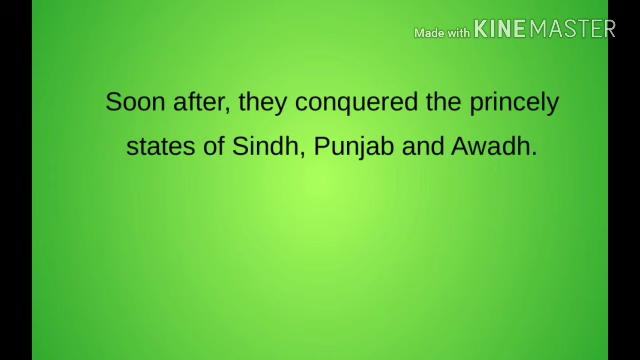 Made with KINEMASTER
Soon after, they conquered the princely
states of Sindh, Punjab and Awadh.